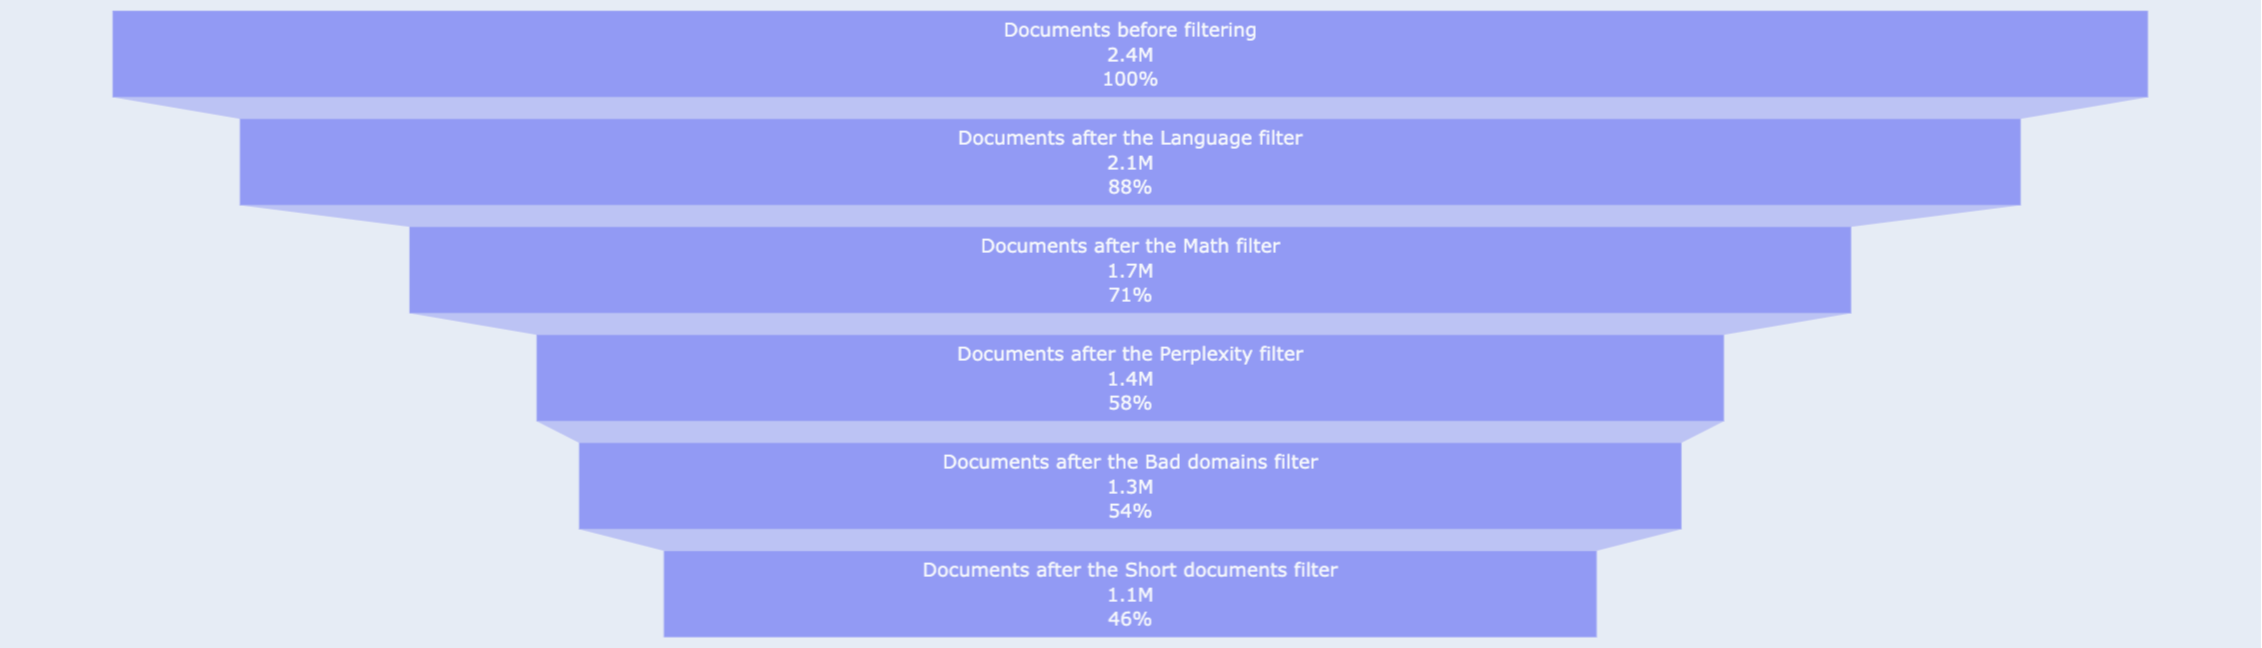 Documents before filtering
2.4M
100%
Documents after the Language filter
2.1M
88%
Documents after the Math filter
1.7M
71%
Documents after the Perplexity filter
1.4M
58%
Documents after the Bad domains filter
1.3M
54%
Documents after the Short documents filter
1.1M
46%